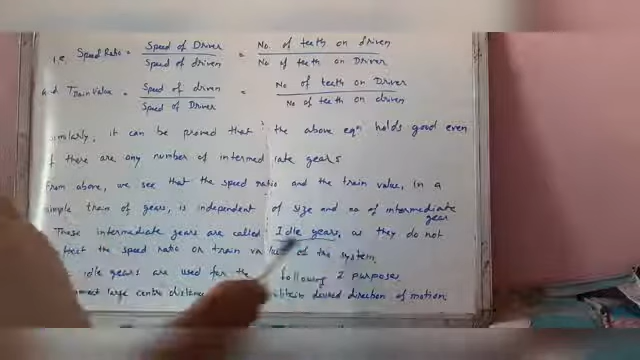 i.e. Speed Ratio = Speed of Driver / Speed of driven = No. of teeth on driven / No of teeth on Driver
and Train Value = Speed of driven / Speed of Driver = No of teeth on Driver / No of teeth on driven
similarly, it can be proved that the above eqn holds good even
if there are any number of intermediate gears
From above, we see that the speed ratio and the train value, in a
simple train of gears, is independent of size and no of intermediate gear
These intermediate gears are called Idle gears, as they do not
the speed ratio or train value of the system.
idle gears are used for the following 2 purposes
large centre distance desired direction of motion.